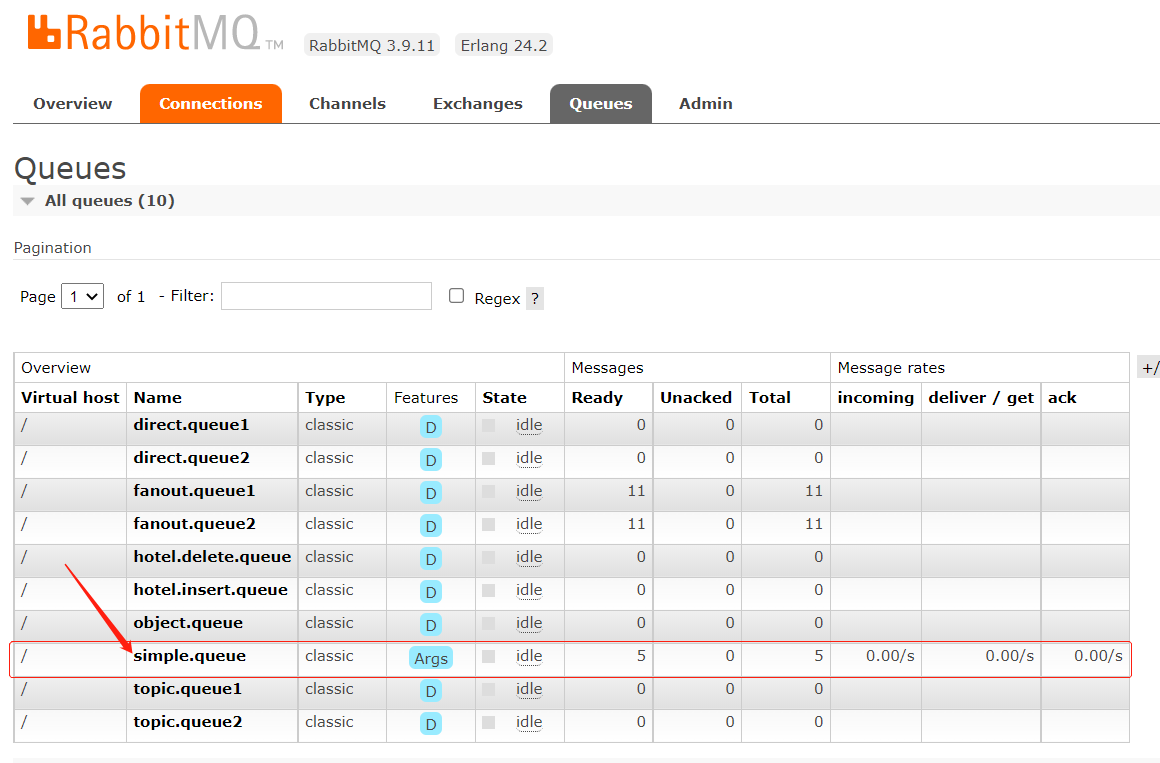 RabbitMQ TM RabbitMQ 3.9.11 Erlang 24.2
Overview Connections Channels Exchanges Queues Admin
Queues
All queues (10)
Pagination
Page 1 of 1 - Filter: Regex ?
Overview Messages Message rates +/
Virtual host Name Type Features State Ready Unacked Total incoming deliver / get ack
/ direct.queue1 classic D idle 0 0 0
/ direct.queue2 classic D idle 0 0 0
/ fanout.queue1 classic D idle 11 0 11
/ fanout.queue2 classic D idle 11 0 11
/ hotel.delete.queue classic D idle 0 0 0
/ hotel.insert.queue classic D idle 0 0 0
/ object.queue classic D idle 0 0 0
/ simple.queue classic Args idle 5 0 5 0.00/s 0.00/s 0.00/s
/ topic.queue1 classic D idle 0 0 0
/ topic.queue2 classic D idle 0 0 0